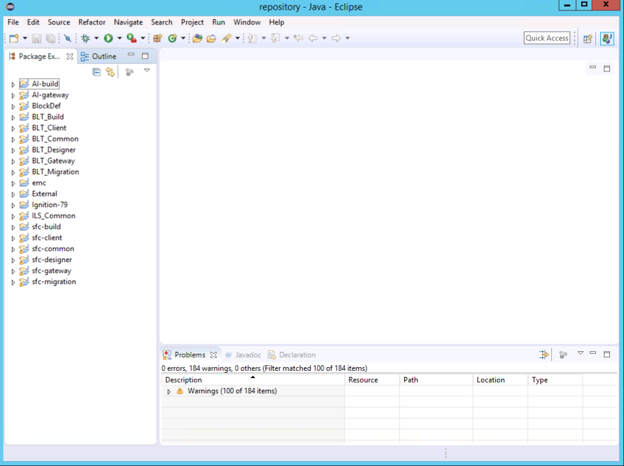 repository - Java - Eclipse
File Edit Source Refactor Navigate Search Project Run Window Help
Quick Access
Package Ex... Outline
AI-build
AI-gateway
BlockDef
BLT_Build
BLT_Client
BLT_Common
BLT_Designer
BLT_Gateway
BLT_Migration
emc
External
Ignition-79
ILS_Common
sfc-build
sfc-client
sfc-common
sfc-designer
sfc-gateway
sfc-migration
Problems Javadoc Declaration
0 errors, 184 warnings, 0 others (Filter matched 100 of 184 items)
Description Resource Path Location Type
Warnings (100 of 184 items)